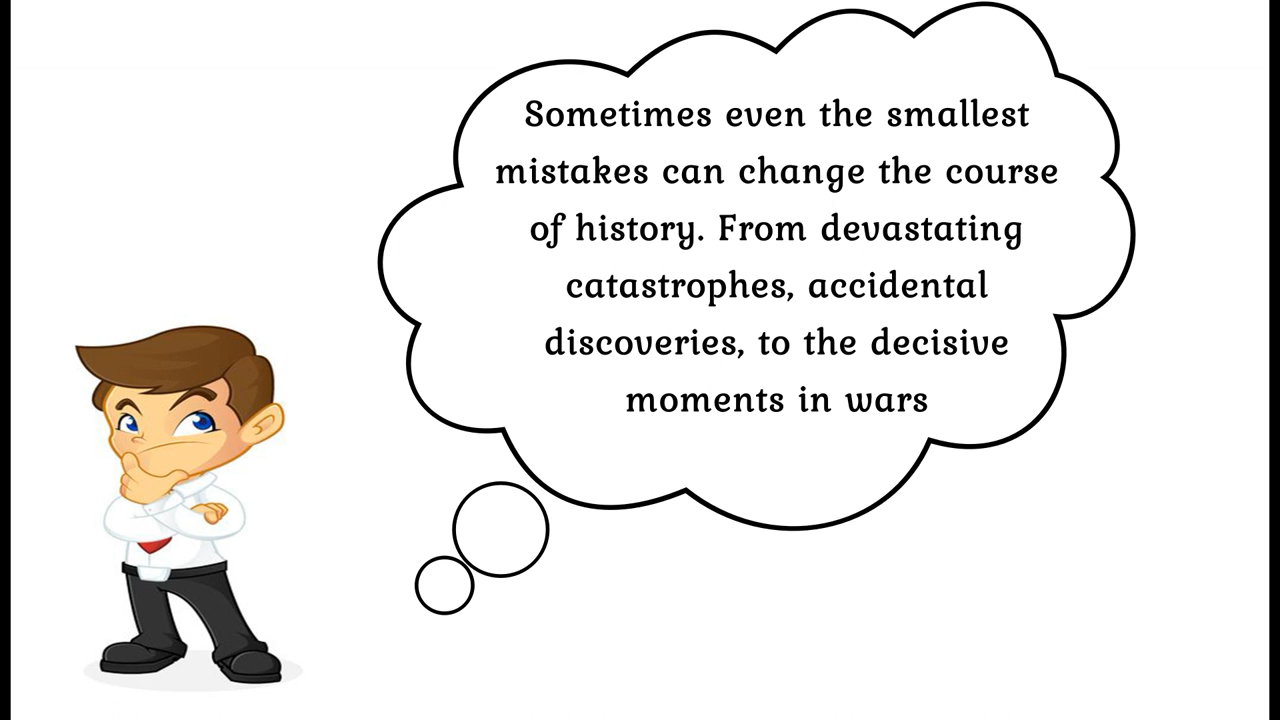 Sometimes even the smallest
mistakes can change the course
of history. From devastating
catastrophes, accidental
discoveries, to the decisive
moments in wars